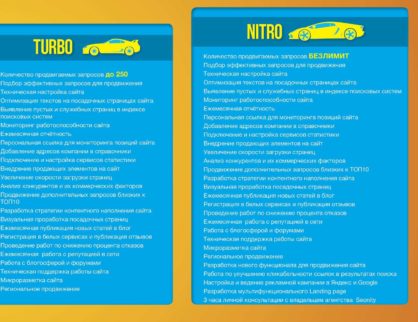 TURBO
Количество продвигаемых запросов до 250
Подбор эффективных запросов для продвижения
Техническая настройка сайта
Оптимизация текстов на посадочных страницах сайта
Выявление пустых и служебных страниц в индексе
поисковых систем
Мониторинг работоспособности сайта
Ежемесячная отчётность
Персональная ссылка для мониторинга позиций сайта
Добавление адресов компании в справочники
Подключение и настройка сервисов статистики
Внедрение продающих элементов на сайт
Увеличение скорости загрузки страниц
Анализ конкурентов и их коммерческих факторов
Продвижение дополнительных запросов близких к
ТОП10
Разработка стратегии контентного наполнения сайта
Визуальная проработка посадочных страниц
Ежемесячная публикация новых статей в блог
Регистрация в белых сервисах и публикация отзывов
Проведение работ по снижению процента отказов
Ежемесячная работа с репутацией в сети
Работа с блогосферой и форумами
Техническая поддержка работы сайта
Микроразметка сайта
Региональное продвижение
NITRO
Количество продвигаемых запросов БЕЗЛИМИТ
Подбор эффективных запросов для продвижения
Техническая настройка сайта
Оптимизация текстов на посадочных страницах сайта
Выявление пустых и служебных страниц в индексе поисковых систем
Мониторинг работоспособности сайта
Ежемесячная отчётность
Персональная ссылка для мониторинга позиций сайта
Добавление адресов компании в справочники
Подключение и настройка сервисов статистики
Внедрение продающих элементов на сайт
Увеличение скорости загрузки страниц
Анализ конкурентов и их коммерческих факторов
Продвижение дополнительных запросов близких к ТОП10
Разработка стратегии контентного наполнения сайта
Визуальная проработка посадочных страниц
Ежемесячная публикация новых статей в блог
Регистрация в белых сервисах и публикация отзывов
Проведение работ по снижению процента отказов
Ежемесячная работа с репутацией в сети
Работа с блогосферой и форумами
Техническая поддержка работы сайта
Микроразметка сайта
Региональное продвижение
Разработка нового функционала для продвижения сайта
Работа по улучшению кликабельности ссылок в результатах поиска
Настройка и ведение рекламной кампании в Яндекс и Google
Разработка мультифункционального Landing page
3 часа личной консультации с владельцем агентств. Seonity